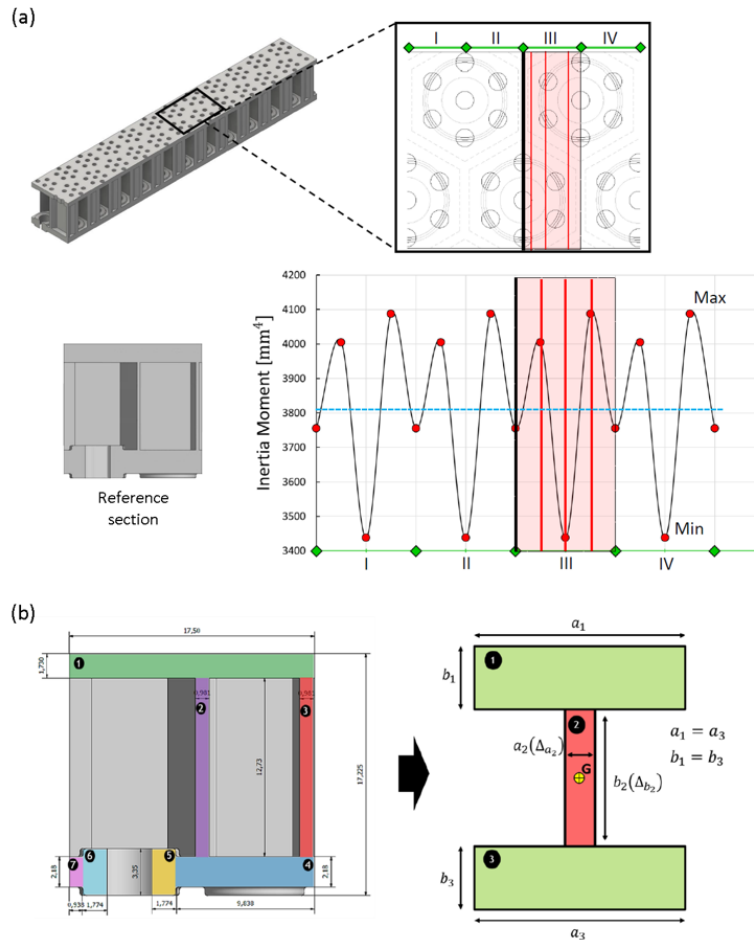 (a)
I II III IV
4200
4100
4000
3900
3800
3700
3600
3500
3400
Inertia Moment [mm⁴]
Max
Min
I II III IV
Reference
section
(b)
17,50
1,750
1
0,981
2
0,981
3
12,73
17,225
7
6
5
4
2,18
3,35
2,18
0,938
1,774
1,774
9,838
a₁
b₁
1
2
a₁ = a₃
b₁ = b₃
a₂(Δₐ₂)
G
b₂(Δb₂)
3
b₃
a₃